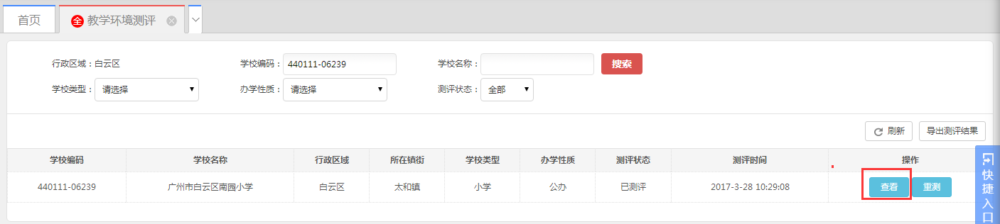 首页 全 教学环境测评
行政区域：白云区 学校编码： 440111-06239 学校名称： 搜索
学校类型： 请选择 办学性质： 请选择 测评状态： 全部
刷新 导出测评结果
学校编码 学校名称 行政区域 所在镇街 学校类型 办学性质 测评状态 测评时间 操作
440111-06239 广州市白云区南园小学 白云区 太和镇 小学 公办 已测评 2017-3-28 10:29:08 查看 重测
快捷入口